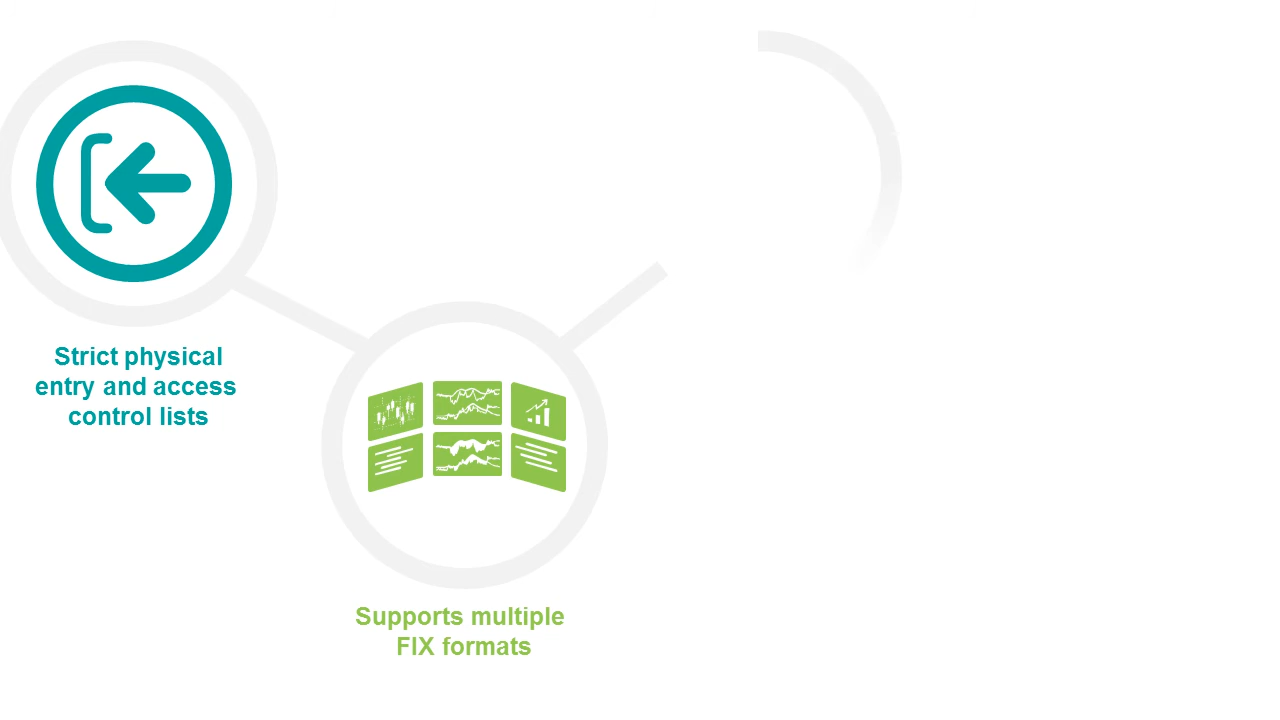 Strict physical
entry and access
control lists
Supports multiple
FIX formats